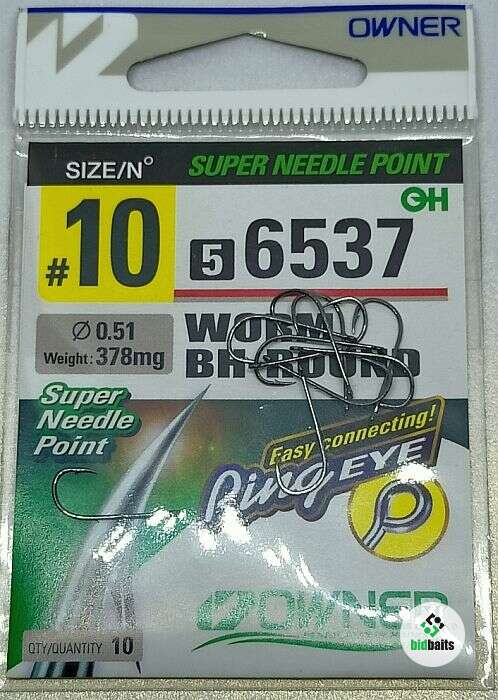 OWNER
SIZE/N°
SUPER NEEDLE POINT
#10
GH
5 6537
Ø 0.51
Weight: 378mg
WORM
BH-ROUND
Super
Needle
Point
Easy connecting!
Ring EYE
OWNER
QTY/QUANTITY 10
bidbaits